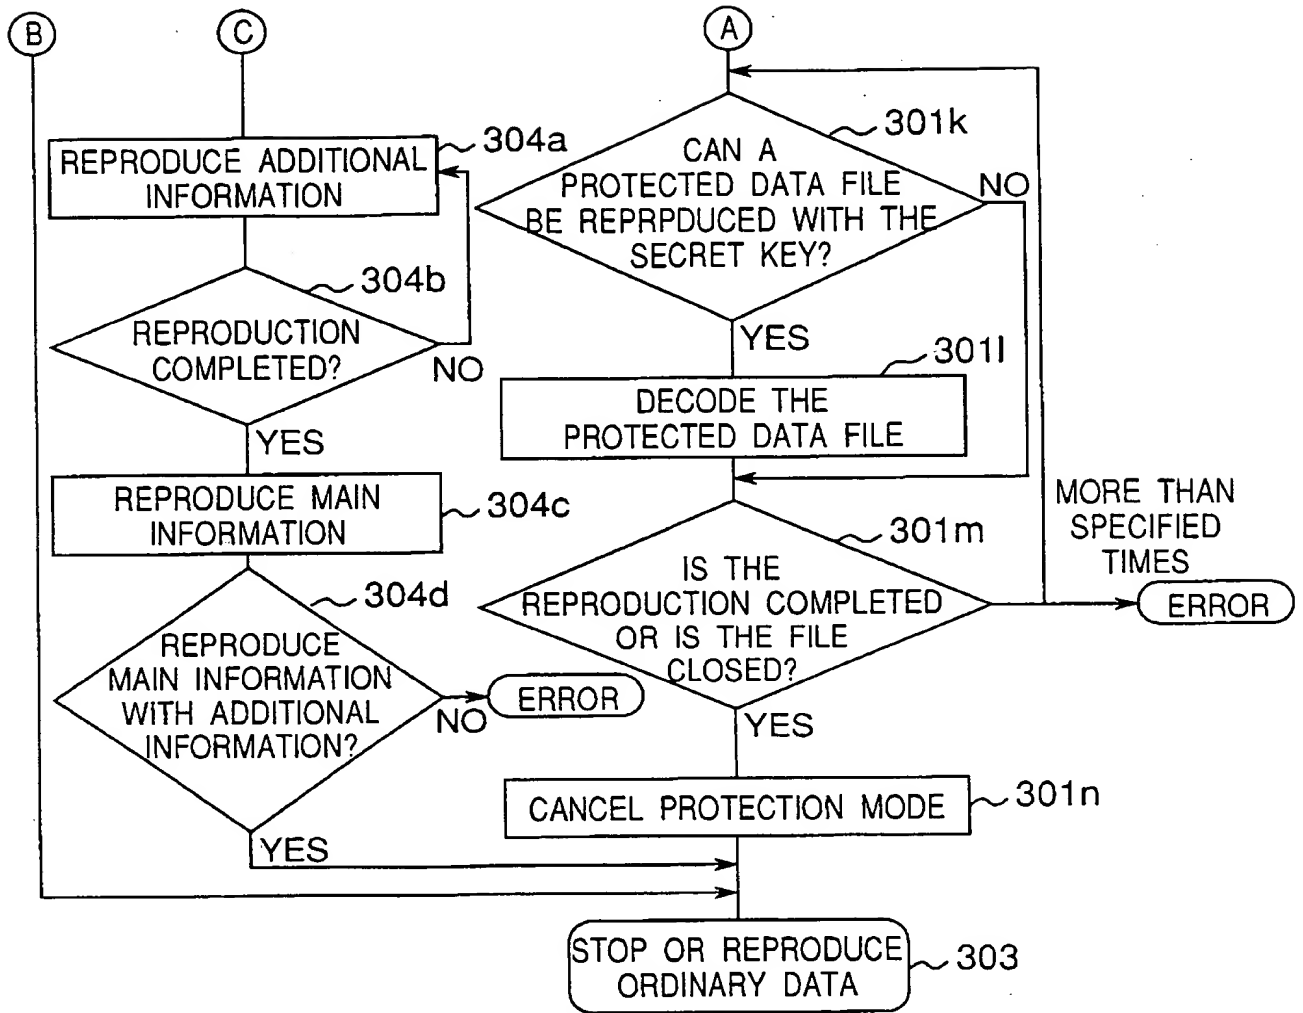 B
C
A
304a
REPRODUCE ADDITIONAL
INFORMATION
304b
REPRODUCTION
COMPLETED?
NO
YES
REPRODUCE MAIN
INFORMATION
304c
304d
REPRODUCE
MAIN INFORMATION
WITH ADDITIONAL
INFORMATION?
NO
ERROR
YES
301k
CAN A
PROTECTED DATA FILE
BE REPRPDUCED WITH THE
SECRET KEY?
NO
YES
301l
DECODE THE
PROTECTED DATA FILE
301m
IS THE
REPRODUCTION COMPLETED
OR IS THE FILE
CLOSED?
MORE THAN
SPECIFIED
TIMES
ERROR
YES
CANCEL PROTECTION MODE
301n
STOP OR REPRODUCE
ORDINARY DATA
303